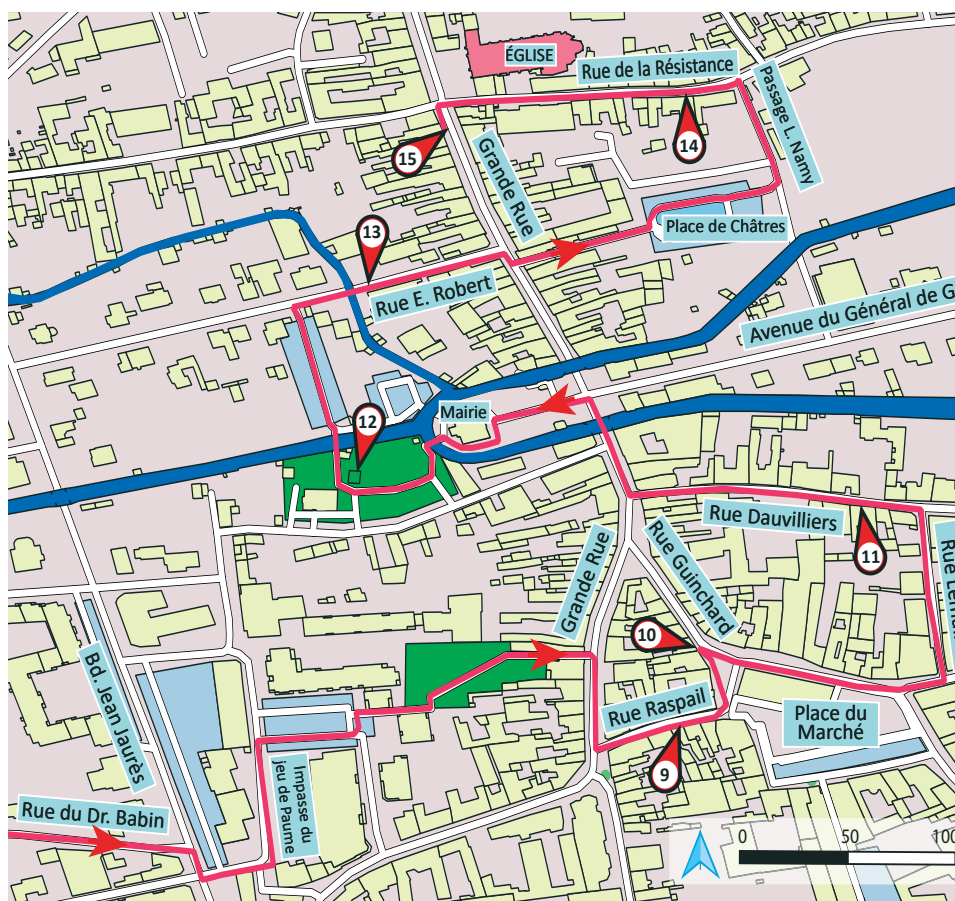 ÉGLISE
Rue de la Résistance
Passage L. Namy
14
15
Grande Rue
13
Place de Châtres
Rue E. Robert
Avenue du Général de G
Mairie
12
Rue Dauvilliers
11
Grande Rue
Rue Guinchard
10
Bd. Jean Jaurès
Rue Raspail
Place du
Marché
9
Impasse du
jeu de Paume
Rue du Dr. Babin
0
50
100